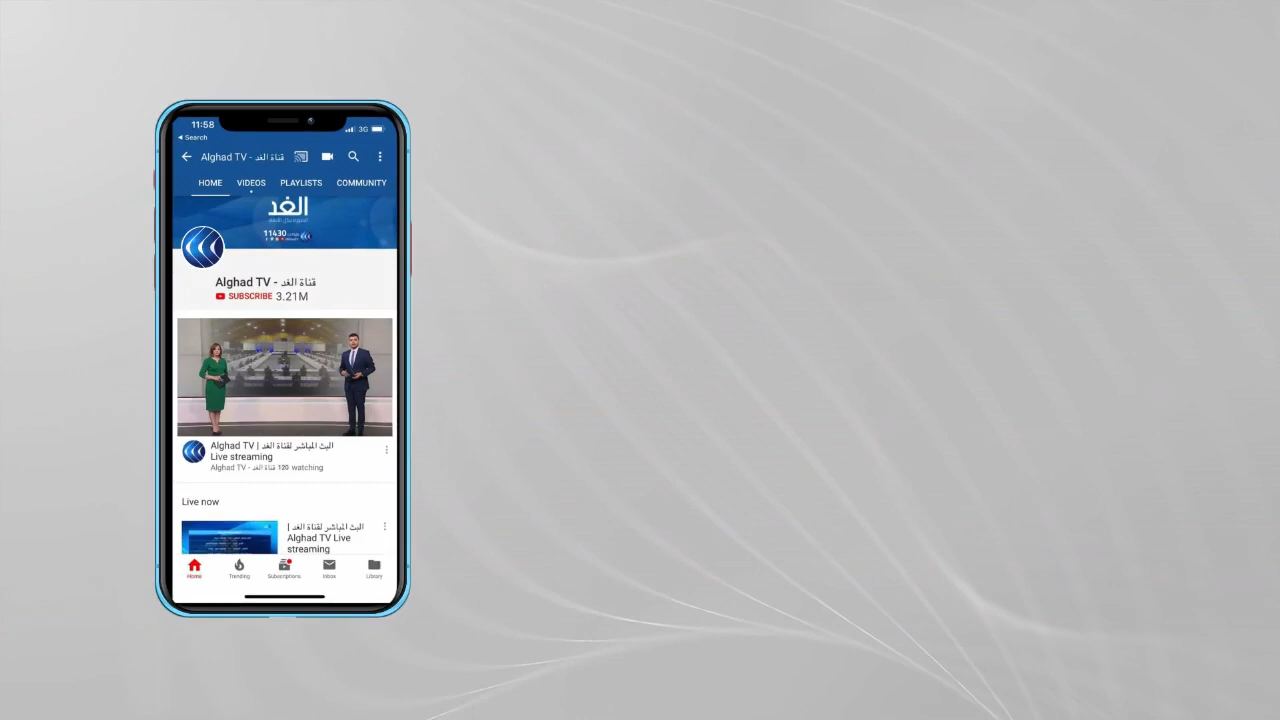 11:58
3G
Search
Alghad TV - قناة الغد
HOME VIDEOS PLAYLISTS COMMUNITY
الغد
11430
Alghad TV - قناة الغد
SUBSCRIBE 3.21M
Alghad TV | البث المباشر لقناة الغد
Live streaming
Alghad TV - قناة الغد 120 watching
Live now
البث المباشر لقناة الغد |
Alghad TV Live
streaming
Home Trending Subscriptions Inbox Library